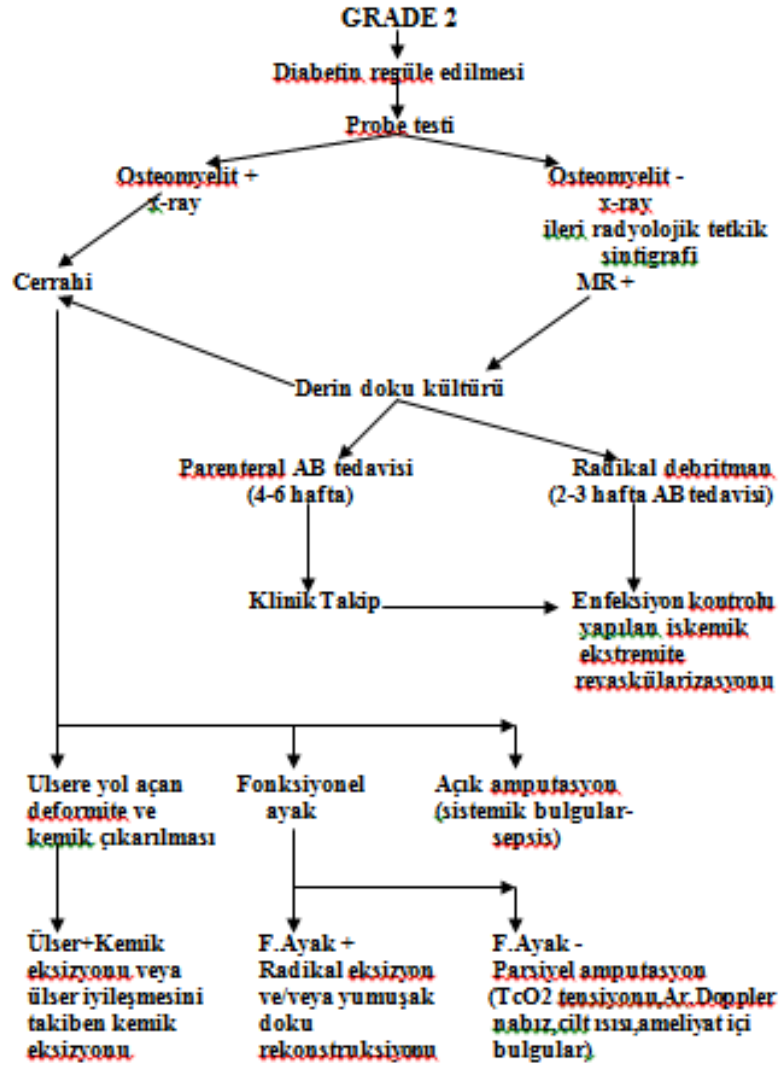 GRADE 2
Diabetin regüle edilmesi
Probe testi
Osteomyelit +
x-ray
Osteomyelit -
x-ray
ileri radyolojik tetkik
sintigrafi
Cerrahi
MR +
Derin doku kültürü
Parenteral AB tedavisi
(4-6 hafta)
Radikal debritman
(2-3 hafta AB tedavisi)
Klinik Takip
Enfeksiyon kontrolu
yapılan iskemik
ekstremite
revaskülarizasyonu
Ulsere yol açan
deformite ve
kemik çıkarılması
Fonksiyonel
ayak
Açık amputasyon
(sistemik bulgular-
sepsis)
Ülser+Kemik
eksizyonu veya
ülser iyileşmesini
takiben kemik
eksizyonu
F.Ayak +
Radikal eksizyon
ve/veya yumuşak
doku
rekonstruksiyonu
F.Ayak -
Parsiyel amputasyon
(TcO2 tensiyonu,Ar.Doppler
nabız,cilt ısısı,ameliyat içi
bulgular)